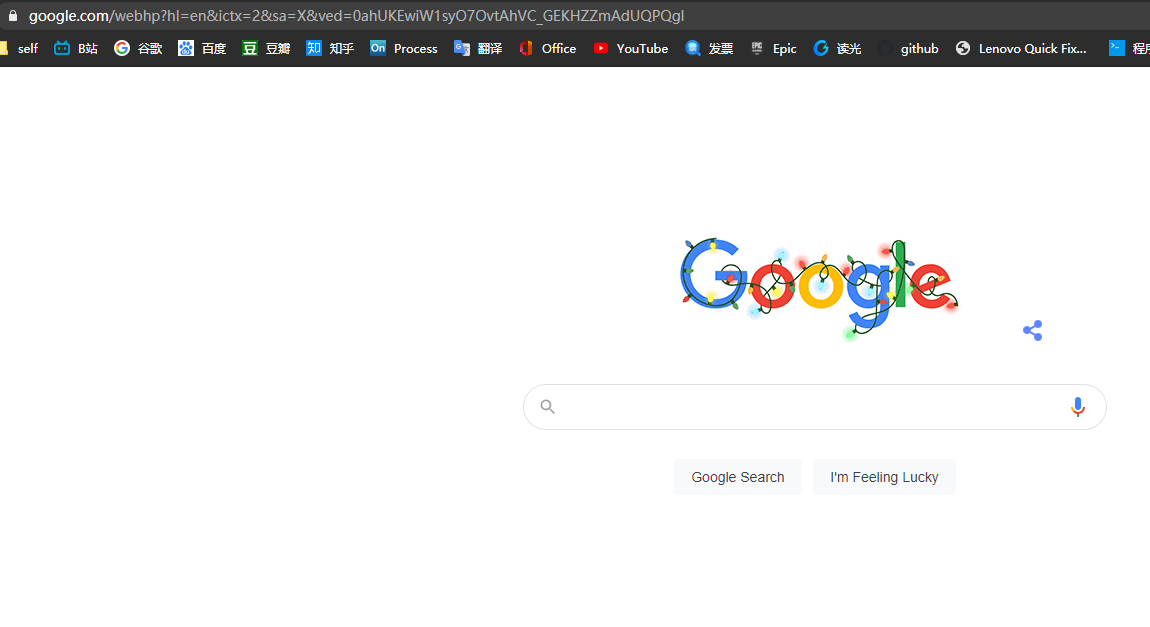 google.com/webhp?hl=en&ictx=2&sa=X&ved=0ahUKEwiW1syO7OvtAhVC_GEKHZZmAdUQPQgI
self B站 谷歌 百度 豆瓣 知乎 Process 翻译 Office YouTube 发票 Epic 读光 github Lenovo Quick Fix... 程序
Google
Google Search I'm Feeling Lucky